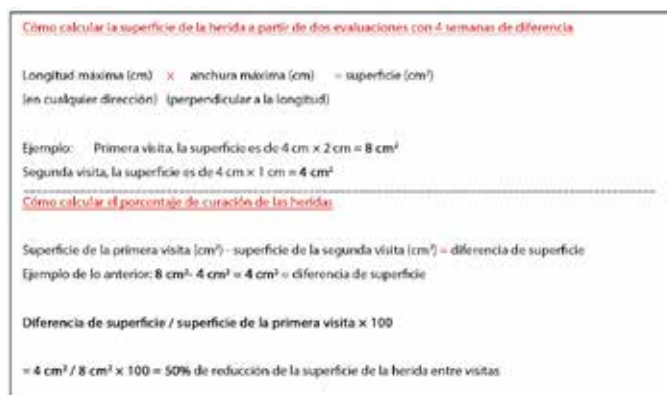 Cómo calcular la superficie de la herida a partir de dos evaluaciones con 4 semanas de diferencia
Longitud máxima (cm) x anchura máxima (cm) = superficie (cm²)
(en cualquier dirección) (perpendicular a la longitud)
Ejemplo: Primera visita, la superficie es de 4 cm × 2 cm = 8 cm²
Segunda visita, la superficie es de 4 cm × 1 cm = 4 cm²
Cómo calcular el porcentaje de curación de las heridas
Superficie de la primera visita (cm²) - superficie de la segunda visita (cm²) = diferencia de superficie
Ejemplo de lo anterior: 8 cm²- 4 cm² = 4 cm² = diferencia de superficie
Diferencia de superficie / superficie de la primera visita × 100
= 4 cm² / 8 cm² × 100 = 50% de reducción de la superficie de la herida entre visitas